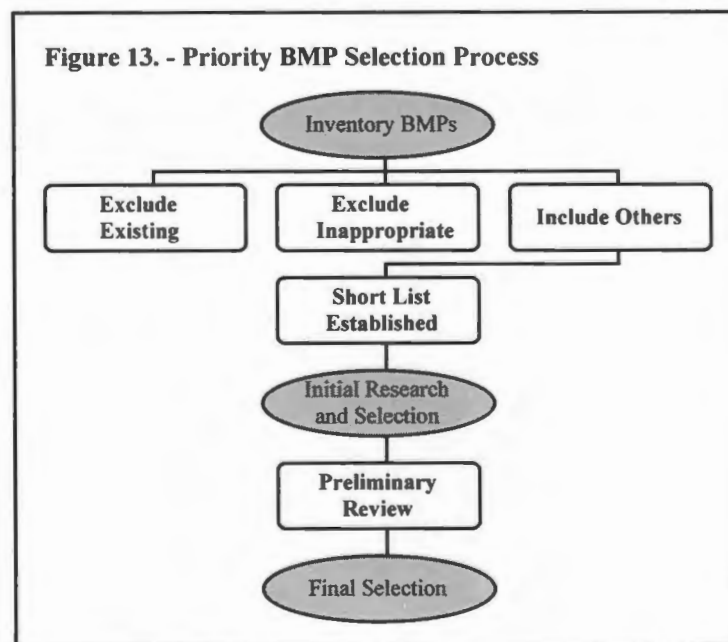 Figure 13. - Priority BMP Selection Process
Inventory BMPs
Exclude
Existing
Exclude
Inappropriate
Include Others
Short List
Established
Initial Research
and Selection
Preliminary
Review
Final Selection